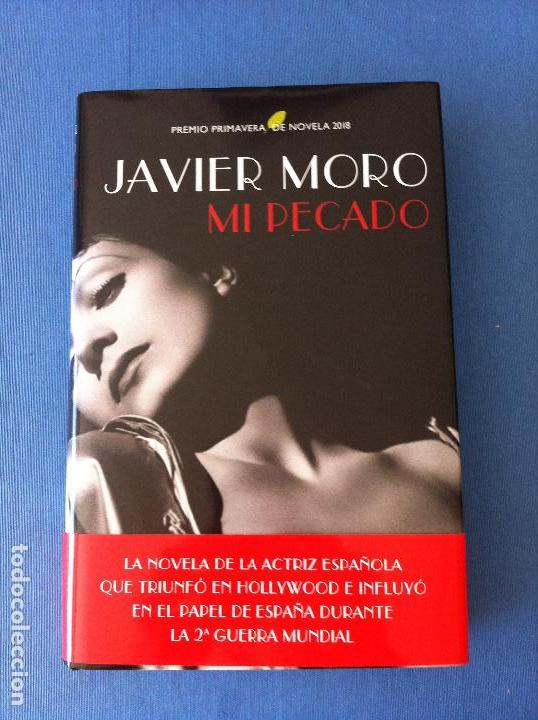 PREMIO PRIMAVERA DE NOVELA 2018
JAVIER MORO
MI PECADO
LA NOVELA DE LA ACTRIZ ESPAÑOLA
QUE TRIUNFÓ EN HOLLYWOOD E INFLUYÓ
EN EL PAPEL DE ESPAÑA DURANTE
LA 2ª GUERRA MUNDIAL
todocoleccion